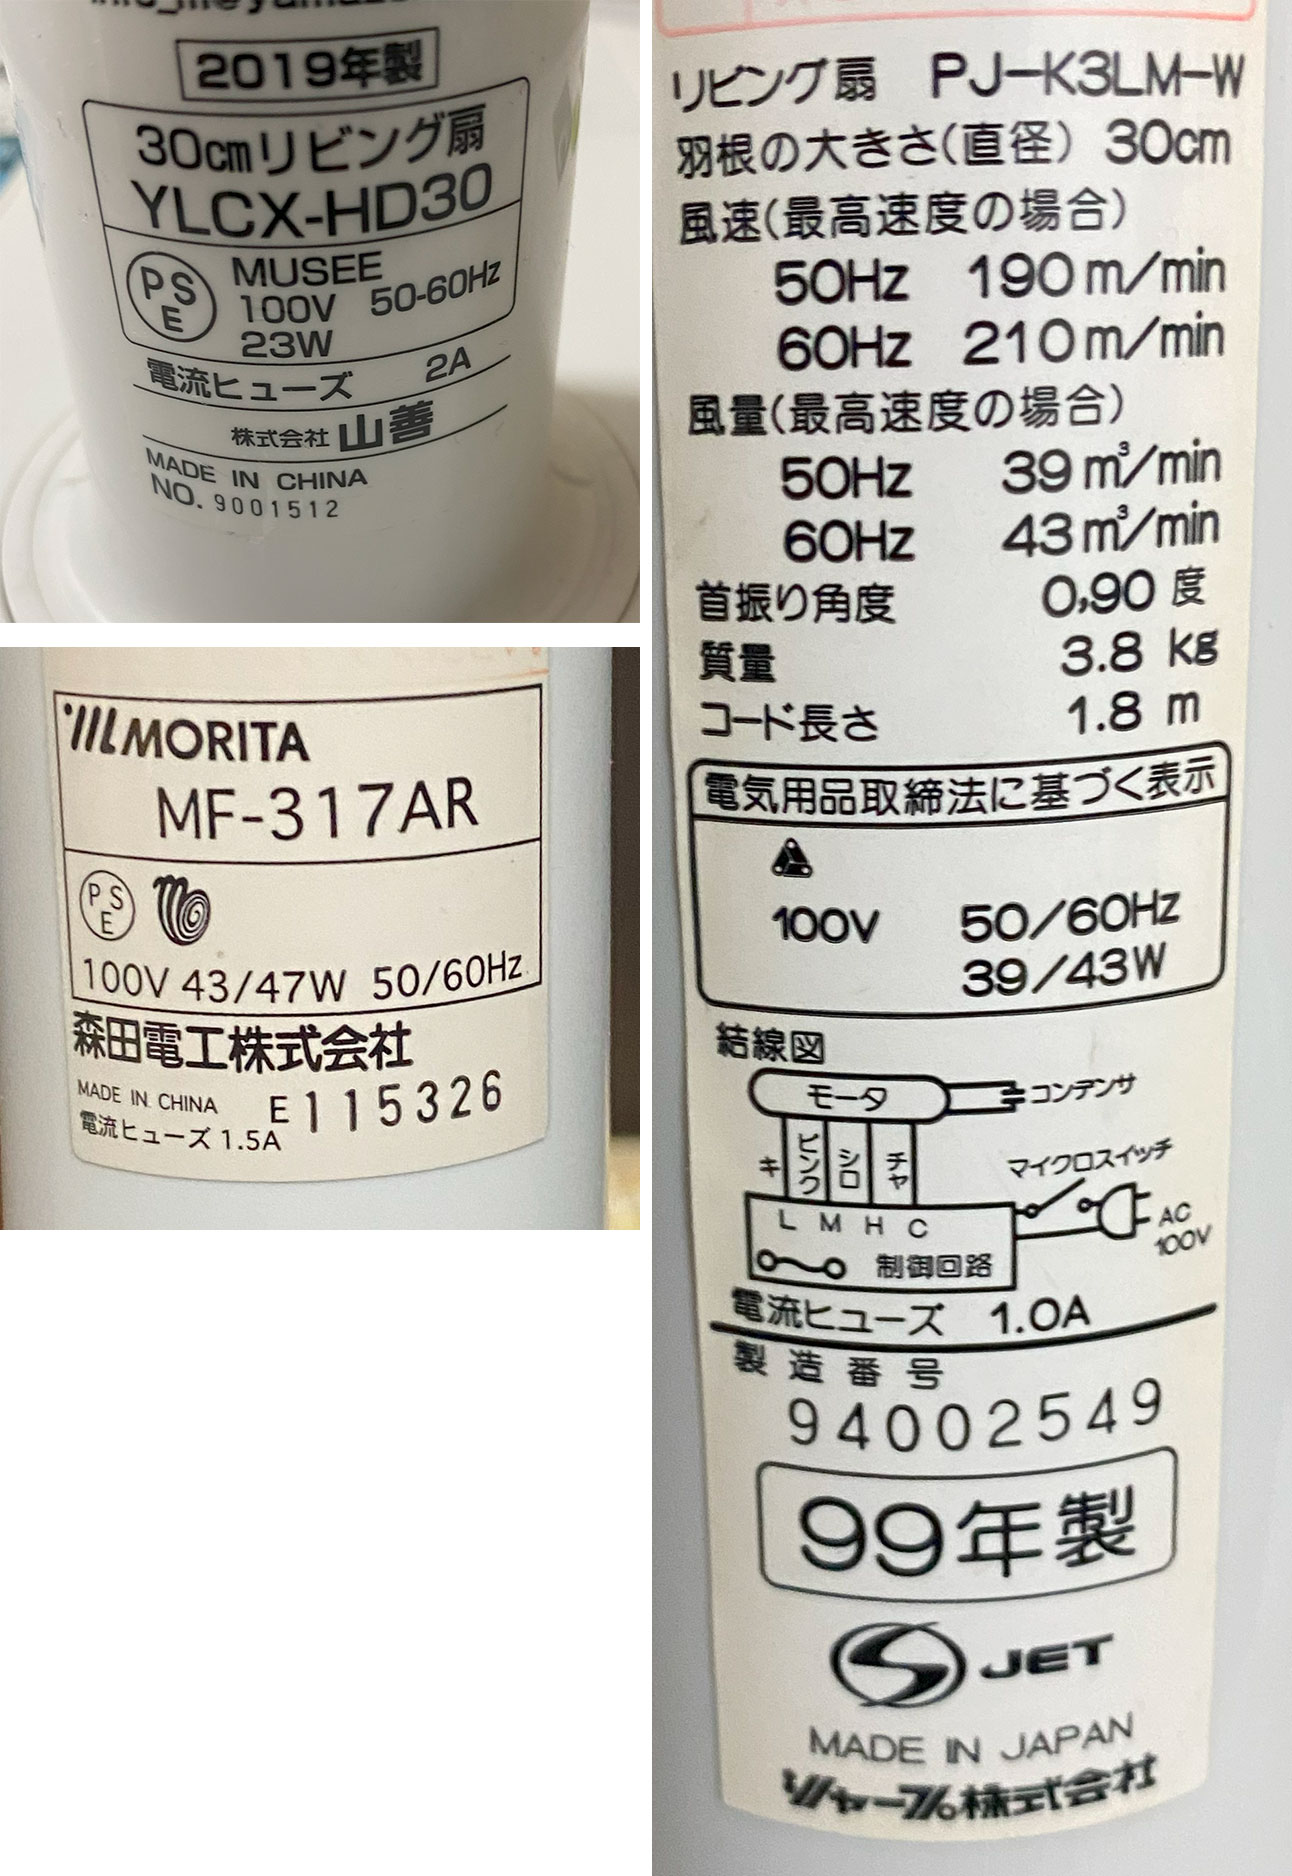 2019年製
30cmリビング扇
YLCX-HD30
PSE
MUSEE
100V 50-60Hz
23W
電流ヒューズ 2A
株式会社 山善
MADE IN CHINA
NO. 9001512
MORITA
MF-317AR
PSE
100V 43/47W 50/60Hz
森田電工株式会社
MADE IN CHINA E115326
電流ヒューズ 1.5A
リビング扇 PJ-K3LM-W
羽根の大きさ(直径) 30cm
風速(最高速度の場合)
50Hz 190m/min
60Hz 210m/min
風量(最高速度の場合)
50Hz 39m³/min
60Hz 43m³/min
首振り角度 0,90度
質量 3.8kg
コード長さ 1.8m
電気用品取締法に基づく表示
100V 50/60Hz
39/43W
結線図
モータ コンデンサ
キ ピンク シロ チャ
マイクロスイッチ
L M H C
AC
100V
制御回路
電流ヒューズ 1.0A
製造番号
94002549
99年製
S JET
MADE IN JAPAN
シャープ株式会社